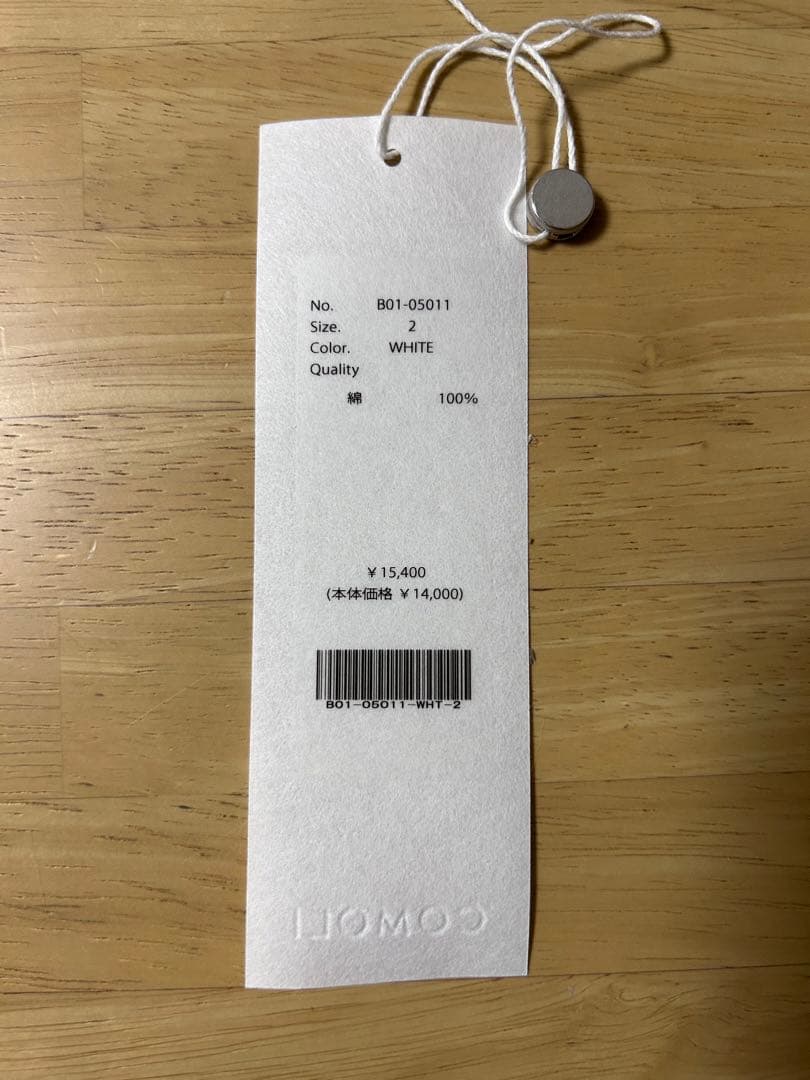 No. B01-05011
Size. 2
Color. WHITE
Quality
綿 100%
¥15,400
(本体価格 ¥14,000)
B01-05011-WHT-2
COMOLI